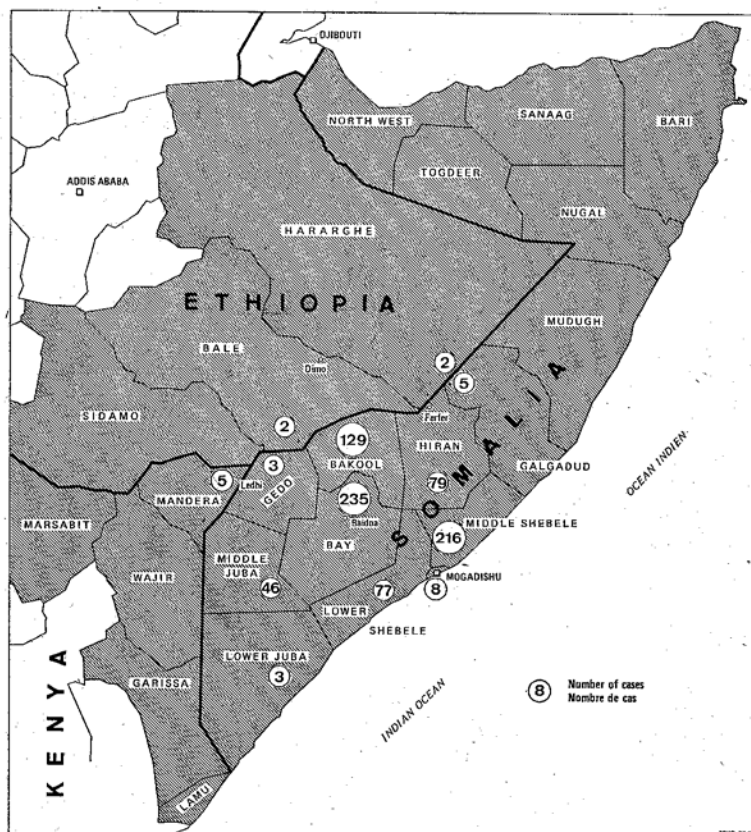 DJIBOUTI
NORTH WEST
SANAAG
BARI
TOGDEER
ADDIS ABABA
NUGAL
HARARGHE
ETHIOPIA
MUDUGH
BALE
Dimo
2
5
SIDAMO
Ferfer
2
129
HIRAN
BAKOOL
3
GALGADUD
5
Ledhi
GEDO
79
MANDERA
235
SOMALIA
OCEAN INDIEN
MARSABIT
Baidoa
MIDDLE SHEBELE
BAY
216
MIDDLE
JUBA
WAJIR
MOGADISHU
46
77
8
LOWER
SHEBELE
LOWER JUBA
3
GARISSA
KENYA
INDIAN OCEAN
8
Number of cases
Nombre de cas
LAMU